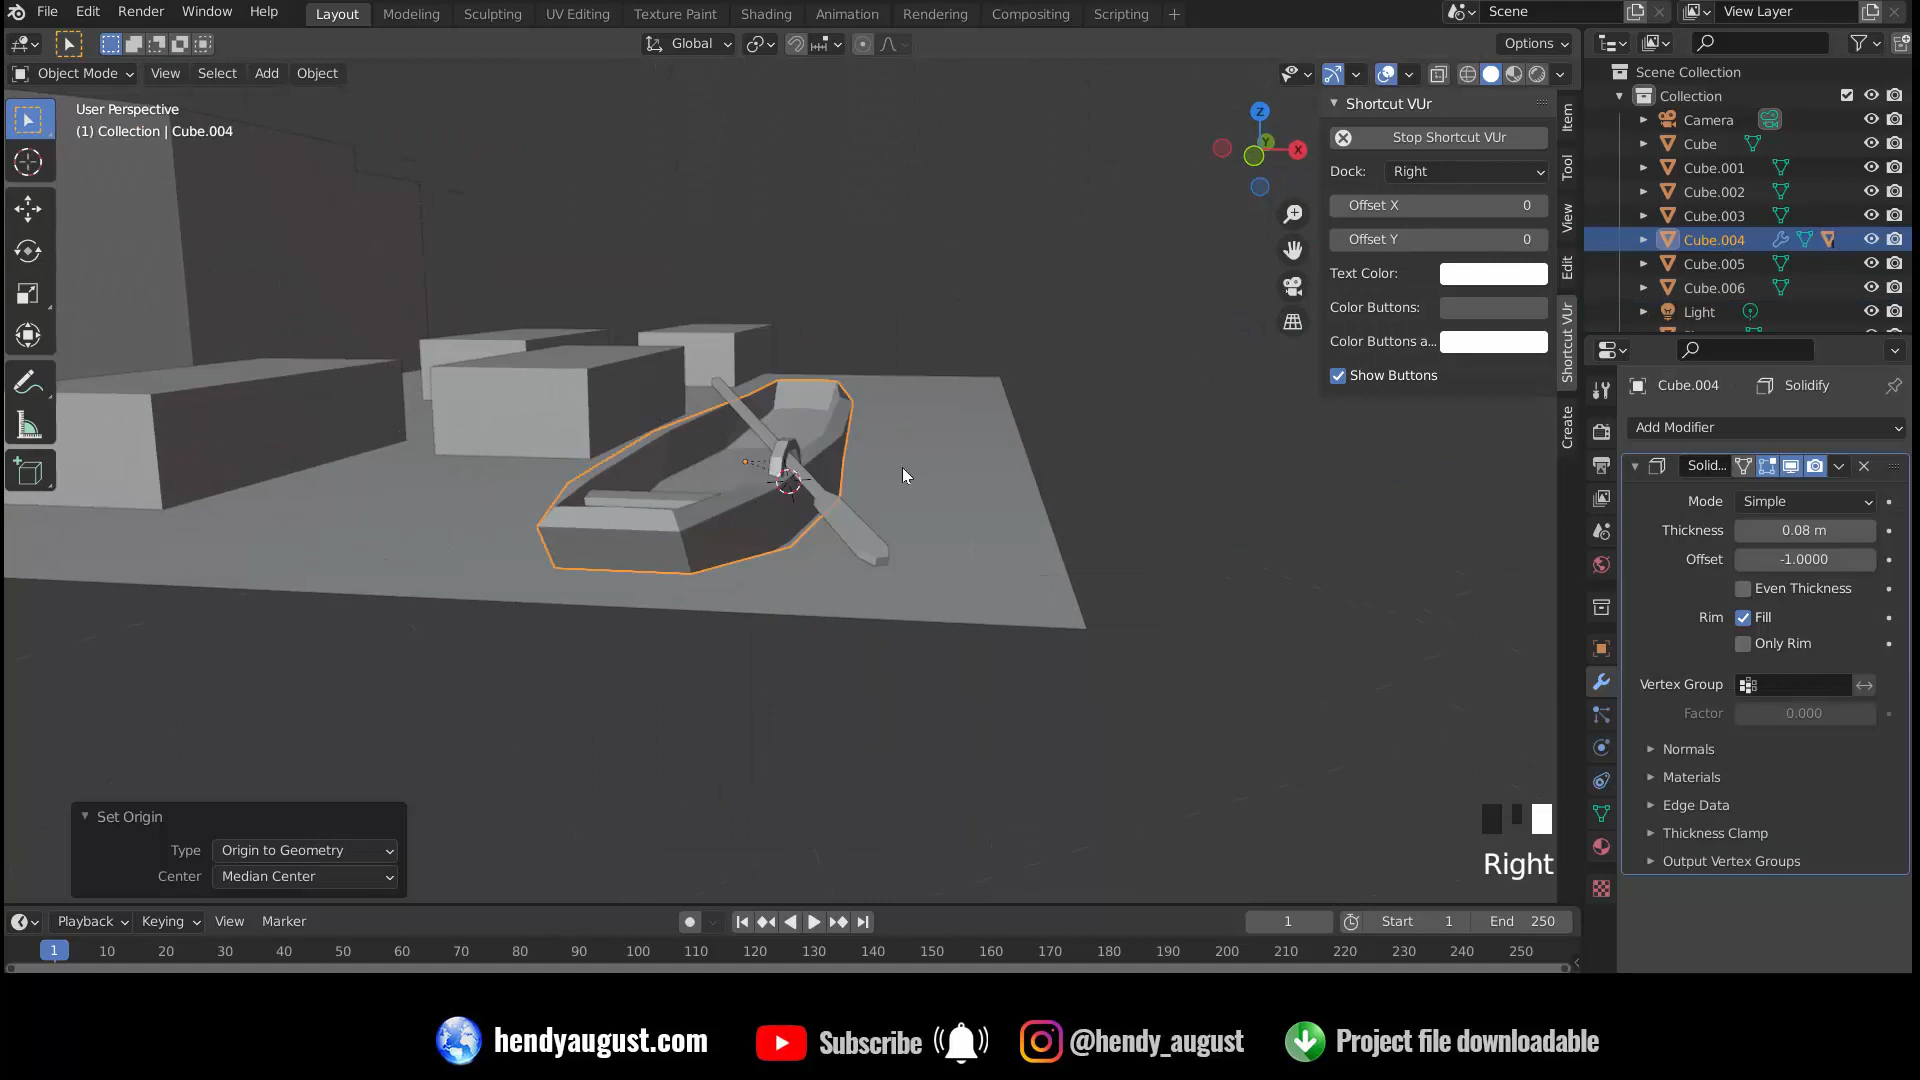 File Edit Render Window Help
Layout Modeling Sculpting UV Editing Texture Paint Shading Animation Rendering Compositing Scripting +
Scene View Layer
Global Options
Object Mode View Select Add Object
User Perspective
(1) Collection | Cube.004
Z
Y
X
Shortcut VUr
Stop Shortcut VUr
Dock: Right
Offset X 0
Offset Y 0
Text Color:
Color Buttons:
Color Buttons a...
Show Buttons
Item
Tool
View
Edit
Shortcut VUr
Create
Scene Collection
Collection
Camera
Cube
Cube.001
Cube.002
Cube.003
Cube.004
Cube.005
Cube.006
Light
Cube.004 Solidify
Add Modifier
Solid...
Mode Simple
Thickness 0.08 m
Offset -1.0000
Even Thickness
Rim Fill
Only Rim
Vertex Group
Factor 0.000
Normals
Materials
Edge Data
Thickness Clamp
Output Vertex Groups
Set Origin
Type Origin to Geometry
Center Median Center
Right
Playback Keying View Marker
1 Start 1 End 250
1 10 20 30 40 50 60 70 80 90 100 110 120 130 140 150 160 170 180 190 200 210 220 230 240 250
hendyaugust.com Subscribe @hendy_august Project file downloadable